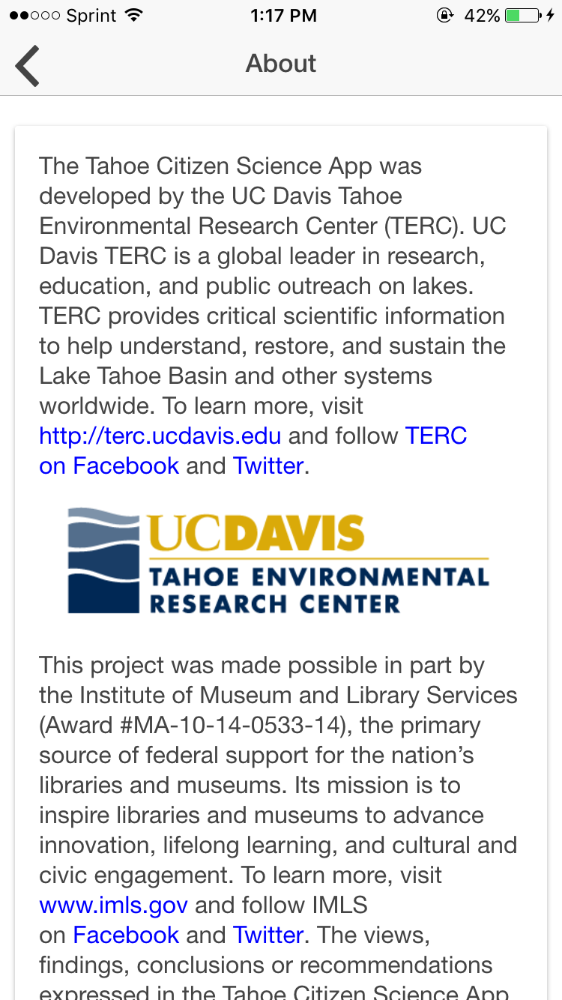 Sprint 1:17 PM 42%
About
The Tahoe Citizen Science App was
developed by the UC Davis Tahoe
Environmental Research Center (TERC). UC
Davis TERC is a global leader in research,
education, and public outreach on lakes.
TERC provides critical scientific information
to help understand, restore, and sustain the
Lake Tahoe Basin and other systems
worldwide. To learn more, visit
http://terc.ucdavis.edu and follow TERC
on Facebook and Twitter.
UCDAVIS
TAHOE ENVIRONMENTAL
RESEARCH CENTER
This project was made possible in part by
the Institute of Museum and Library Services
(Award #MA-10-14-0533-14), the primary
source of federal support for the nation’s
libraries and museums. Its mission is to
inspire libraries and museums to advance
innovation, lifelong learning, and cultural and
civic engagement. To learn more, visit
www.imls.gov and follow IMLS
on Facebook and Twitter. The views,
findings, conclusions or recommendations
expressed in the Tahoe Citizen Science App